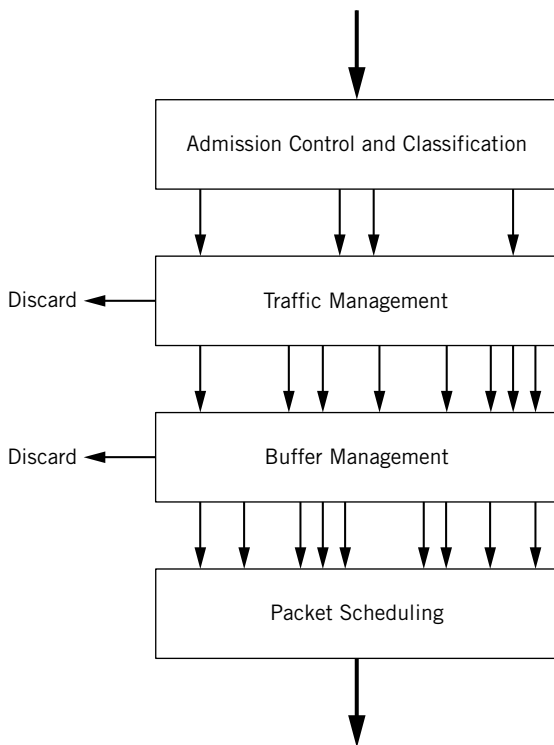 Admission Control and Classification
Discard
Traffic Management
Discard
Buffer Management
Packet Scheduling